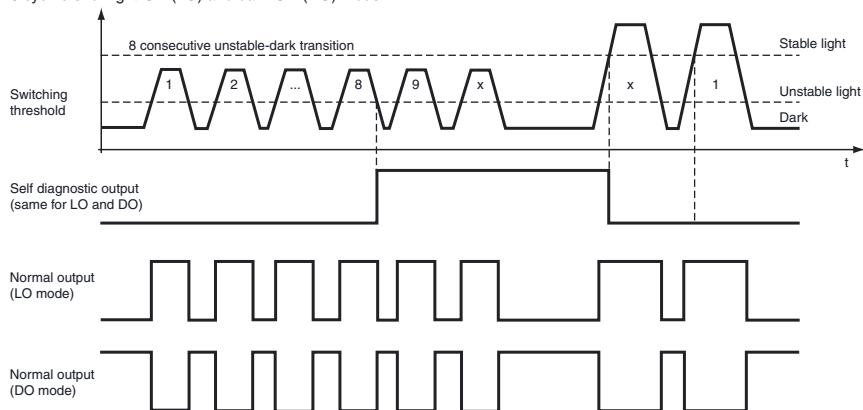 8 consecutive unstable-dark transition
Stable light
Switching
threshold
1
2
...
8
9
x
x
1
Unstable light
Dark
t
Self diagnostic output
(same for LO and DO)
Normal output
(LO mode)
Normal output
(DO mode)